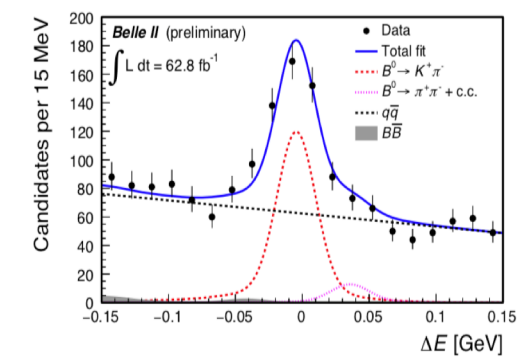 Candidates per 15 MeV
200
180
160
140
120
100
80
60
40
20
0
Belle II (preliminary)
∫ L dt = 62.8 fb⁻¹
Data
Total fit
B⁰→ K⁺π⁻
B⁰→ π⁺π⁻ + c.c.
qq̅
BB̅
−0.15 −0.1 −0.05 0 0.05 0.1 0.15
ΔE [GeV]